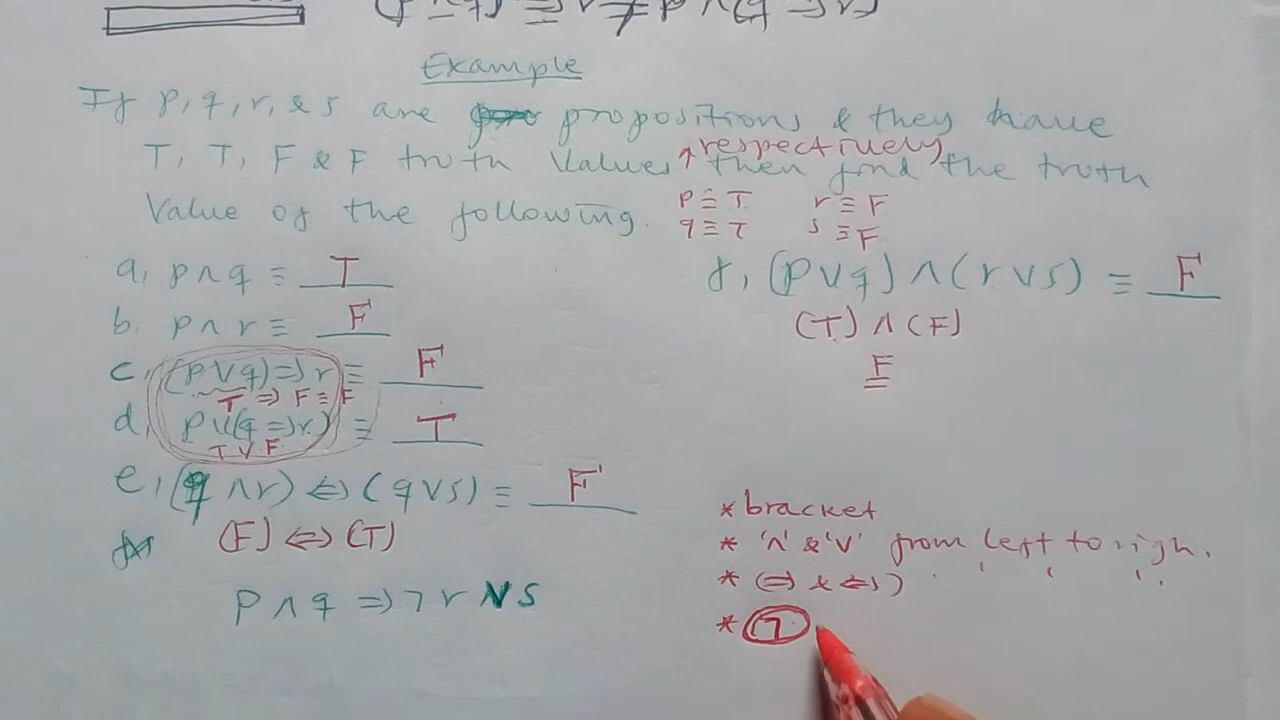 (p ∧ q) ≡ r ≠ p ∧ (q ⇒ r)
Example
If p, q, r, & s are propositions & they have
T, T, F & F truth values respectively then find the truth
value of the following.
p ≡ T r ≡ F
q ≡ T s ≡ F
a, p ∧ q ≡ T
b. p ∧ r ≡ F
c, (p ∨ q) ⇒ r ≡ F
T ⇒ F ≡ F
d, p ∨ (q ⇒ r) ≡ T
T ∨ F
e, (q ∧ r) ⇔ (q ∨ s) ≡ F
(F) ⇔ (T)
p ∧ q ⇒ ¬ r ∨ s
f, (p ∨ q) ∧ (r ∨ s) ≡ F
(T) ∧ (F)
F
* bracket
* '∧' & '∨' from left to righ.
* (⇒ & ⇔)
* ¬